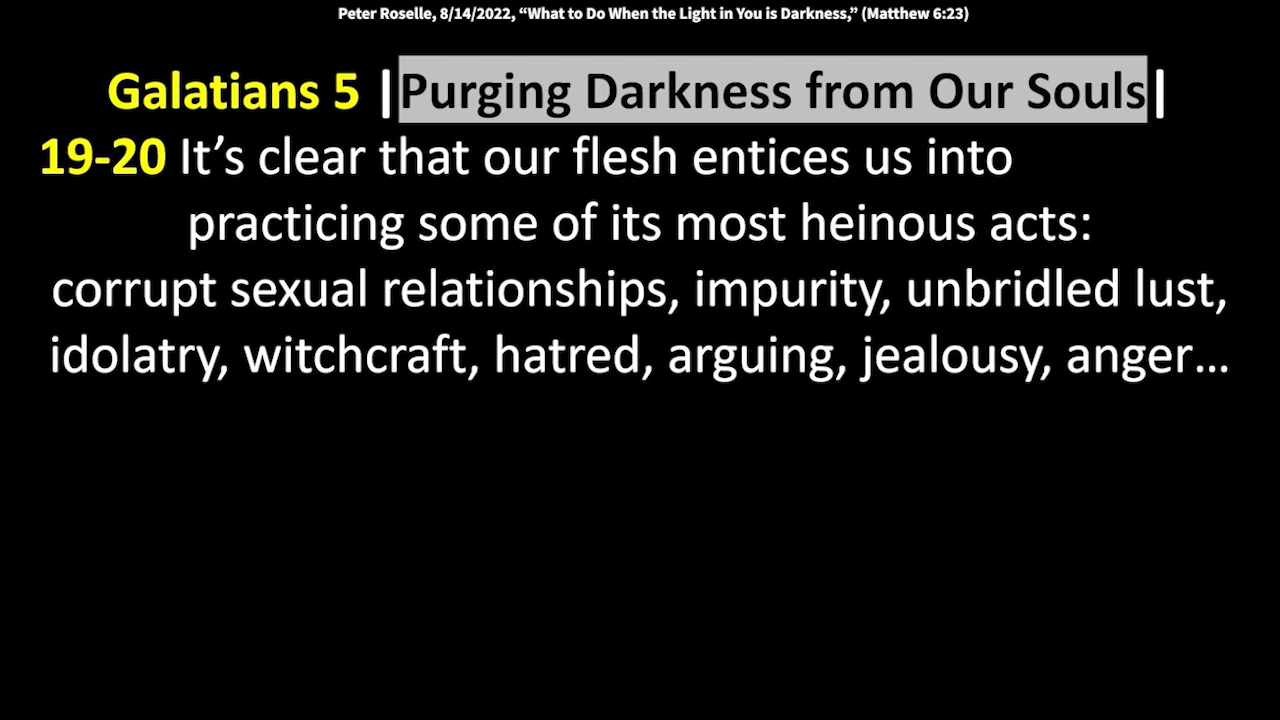 Peter Roselle, 8/14/2022, “What to Do When the Light in You is Darkness,” (Matthew 6:23)
Galatians 5 |Purging Darkness from Our Souls|
19-20 It’s clear that our flesh entices us into
practicing some of its most heinous acts:
corrupt sexual relationships, impurity, unbridled lust,
idolatry, witchcraft, hatred, arguing, jealousy, anger…